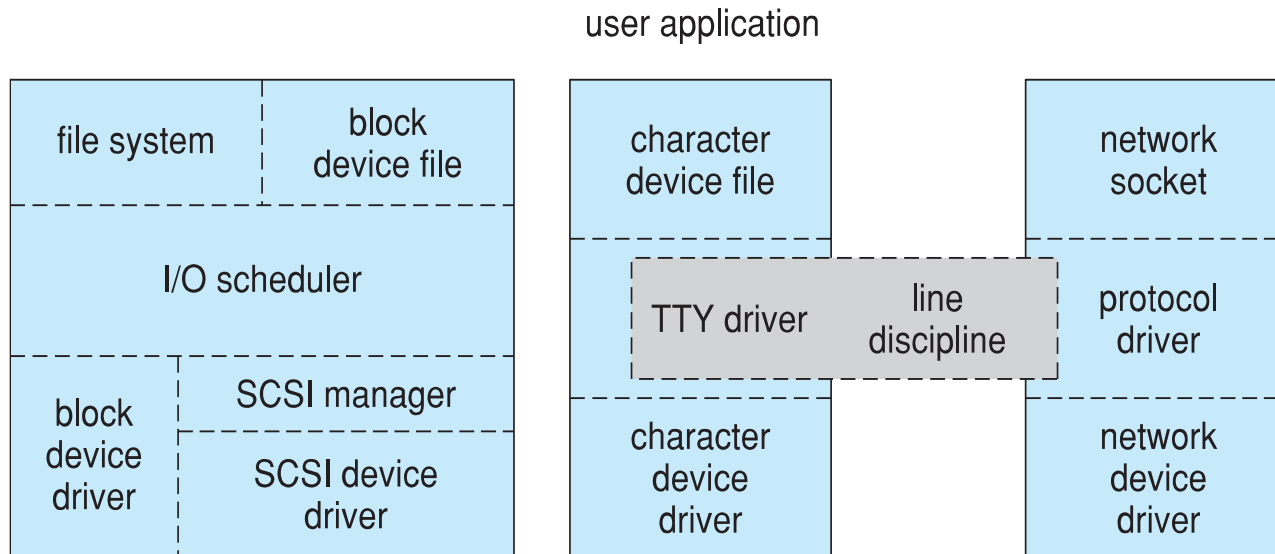 user application
file system
block
device file
I/O scheduler
block
device
driver
SCSI manager
SCSI device
driver
character
device file
TTY driver
line
discipline
character
device
driver
network
socket
protocol
driver
network
device
driver